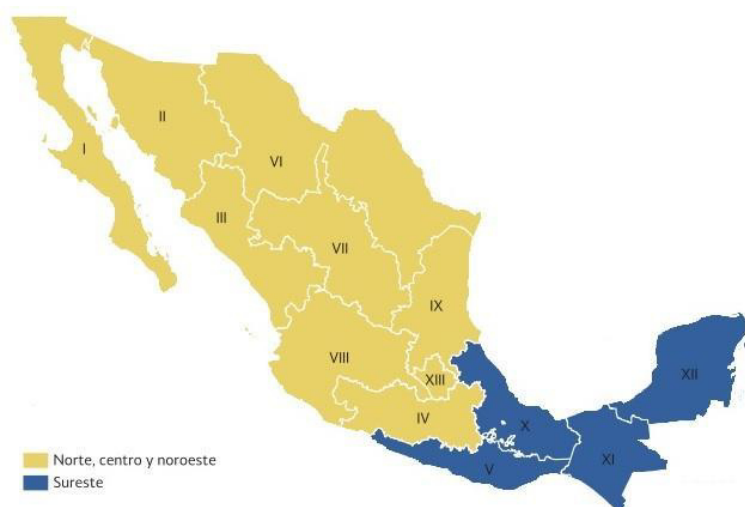 I
II
VI
III
VII
IX
VIII
XIII
IV
XII
X
XI
V
Norte, centro y noroeste
Sureste